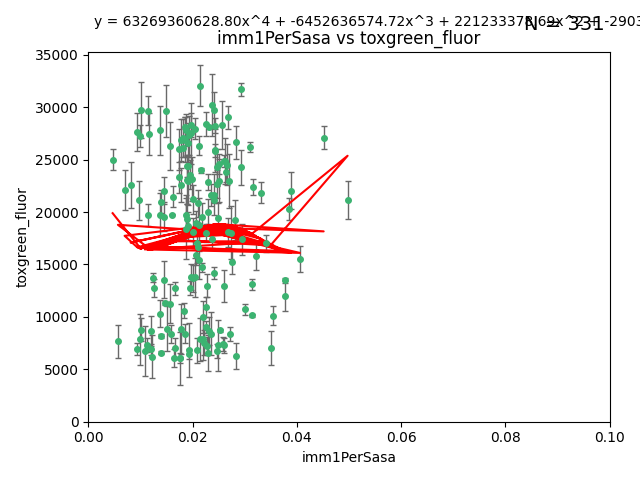 y = 63269360628.80x^4 + -6452636574.72x^3 + + -2903
N = 331
imm1PerSasa vs toxgreen_fluor
35000
30000
25000
20000
15000
10000
5000
0
toxgreen_fluor
0.00 0.02 0.04 0.06 0.08 0.10
imm1PerSasa